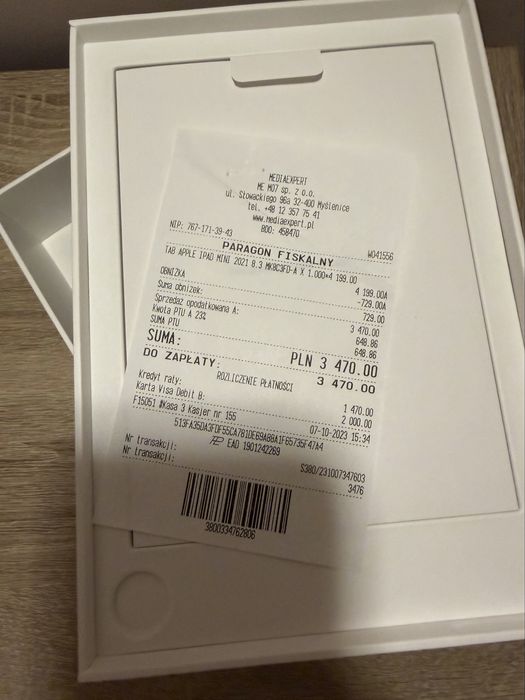 MEDIAEXPERT
ME M07 sp. z o.o.
ul. Słowackiego 96a 32-400 Myślenice
tel. +48 12 357 75 41
www.mediaexpert.pl
BDO: 458470
NIP: 767-171-39-43 W041556
PARAGON FISKALNY
TAB APPLE IPAD MINI 2021 8.3 MK8C3FD-A X 1.000×4 199.00
4 199.00A
OBNIŻKA -729.00A
Suma obniżek: 729.00
Sprzedaż opodatkowana A: 3 470.00
Kwota PTU A 23% 648.86
SUMA PTU 648.86
SUMA: PLN 3 470.00
DO ZAPŁATY: 3 470.00
ROZLICZENIE PŁATNOŚCI
Kredyt raty: 1 470.00
Karta Visa Debit B: 2 000.00
F15051 #Kasa 3 Kasjer nr 155 07-10-2023 15:34
513FA35DA3FDF55CA781DE69A88A1F65735F47A4
EAD 1901242269
Nr transakcji: S380/231007347603
Nr transakcji: 3476
3800334762806